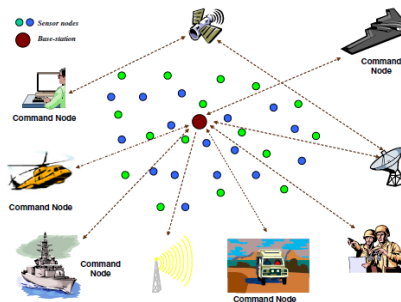 Sensor nodes
Base-station
Command Node
Command
Node
Command Node
Command
Node
Command Node